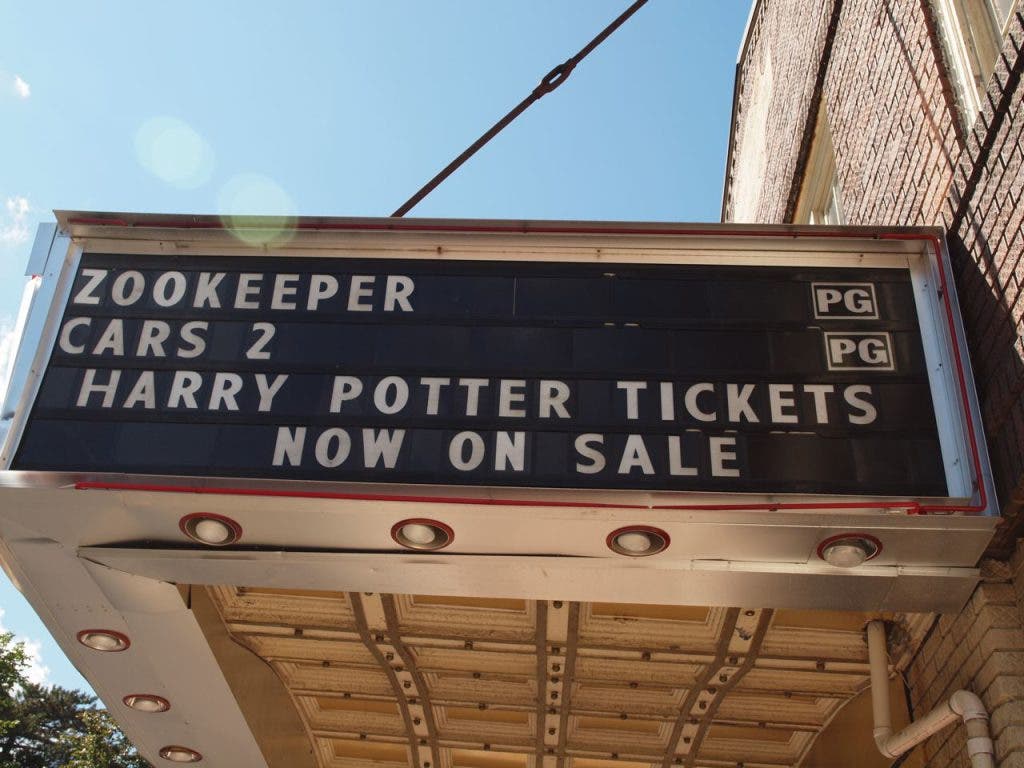 ZOOKEEPER PG
CARS 2 PG
HARRY POTTER TICKETS
NOW ON SALE